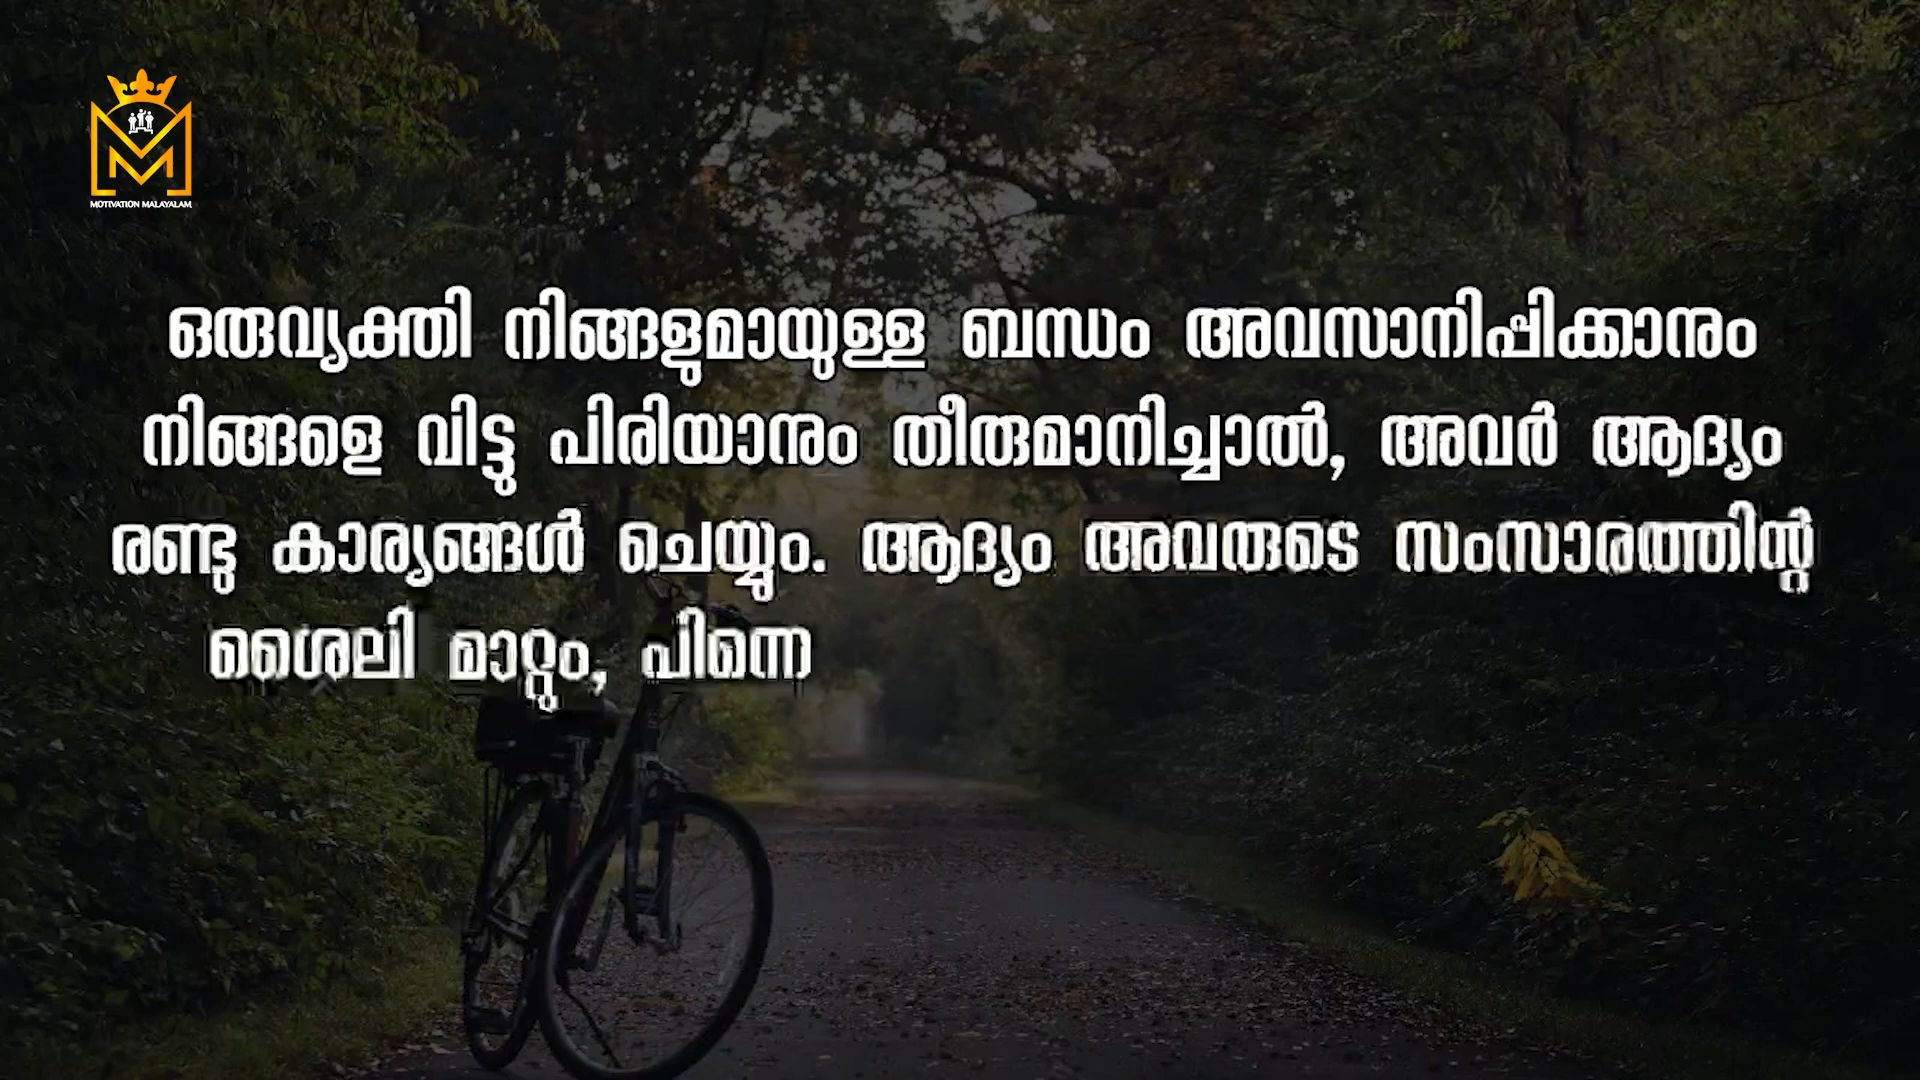 MOTIVATION MALAYALAM
ഒരുവ്യക്തി നിങ്ങളുമായുള്ള ബന്ധം അവസാനിപ്പിക്കാനും
നിങ്ങളെ വിട്ടു പിരിയാനും തീരുമാനിച്ചാൽ, അവർ ആദ്യം
രണ്ടു കാര്യങ്ങൾ ചെയ്യും. ആദ്യം അവരുടെ സംസാരത്തിന്റ
ശൈലി മാറ്റും, പിന്നെ